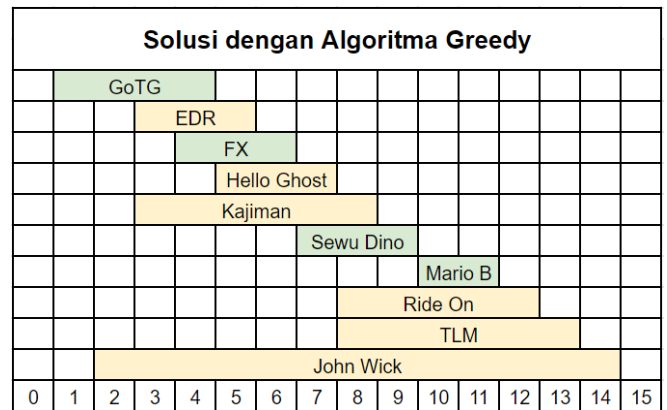 Solusi dengan Algoritma Greedy
GoTG
EDR
FX
Hello Ghost
Kajiman
Sewu Dino
Mario B
Ride On
TLM
John Wick
0 1 2 3 4 5 6 7 8 9 10 11 12 13 14 15